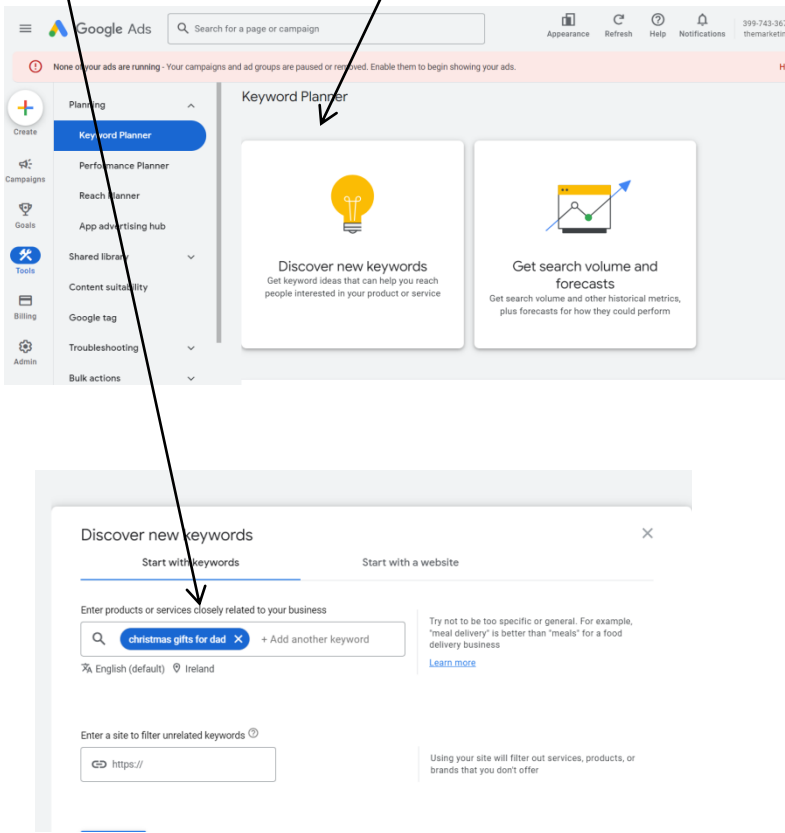 Google Ads
Search for a page or campaign
Appearance
Refresh
Help
Notifications
399-743-367
themarketin
None of your ads are running - Your campaigns and ad groups are paused or removed. Enable them to begin showing your ads.
Create
Campaigns
Goals
Tools
Billing
Admin
Planning
Keyword Planner
Performance Planner
Reach Planner
App advertising hub
Shared library
Content suitability
Google tag
Troubleshooting
Bulk actions
Keyword Planner
Discover new keywords
Get keyword ideas that can help you reach
people interested in your product or service
Get search volume and
forecasts
Get search volume and other historical metrics,
plus forecasts for how they could perform
Discover new keywords
Start with keywords
Start with a website
Enter products or services closely related to your business
christmas gifts for dad
+ Add another keyword
English (default)
Ireland
Try not to be too specific or general. For example,
"meal delivery" is better than "meals" for a food
delivery business
Learn more
Enter a site to filter unrelated keywords
https://
Using your site will filter out services, products, or
brands that you don't offer